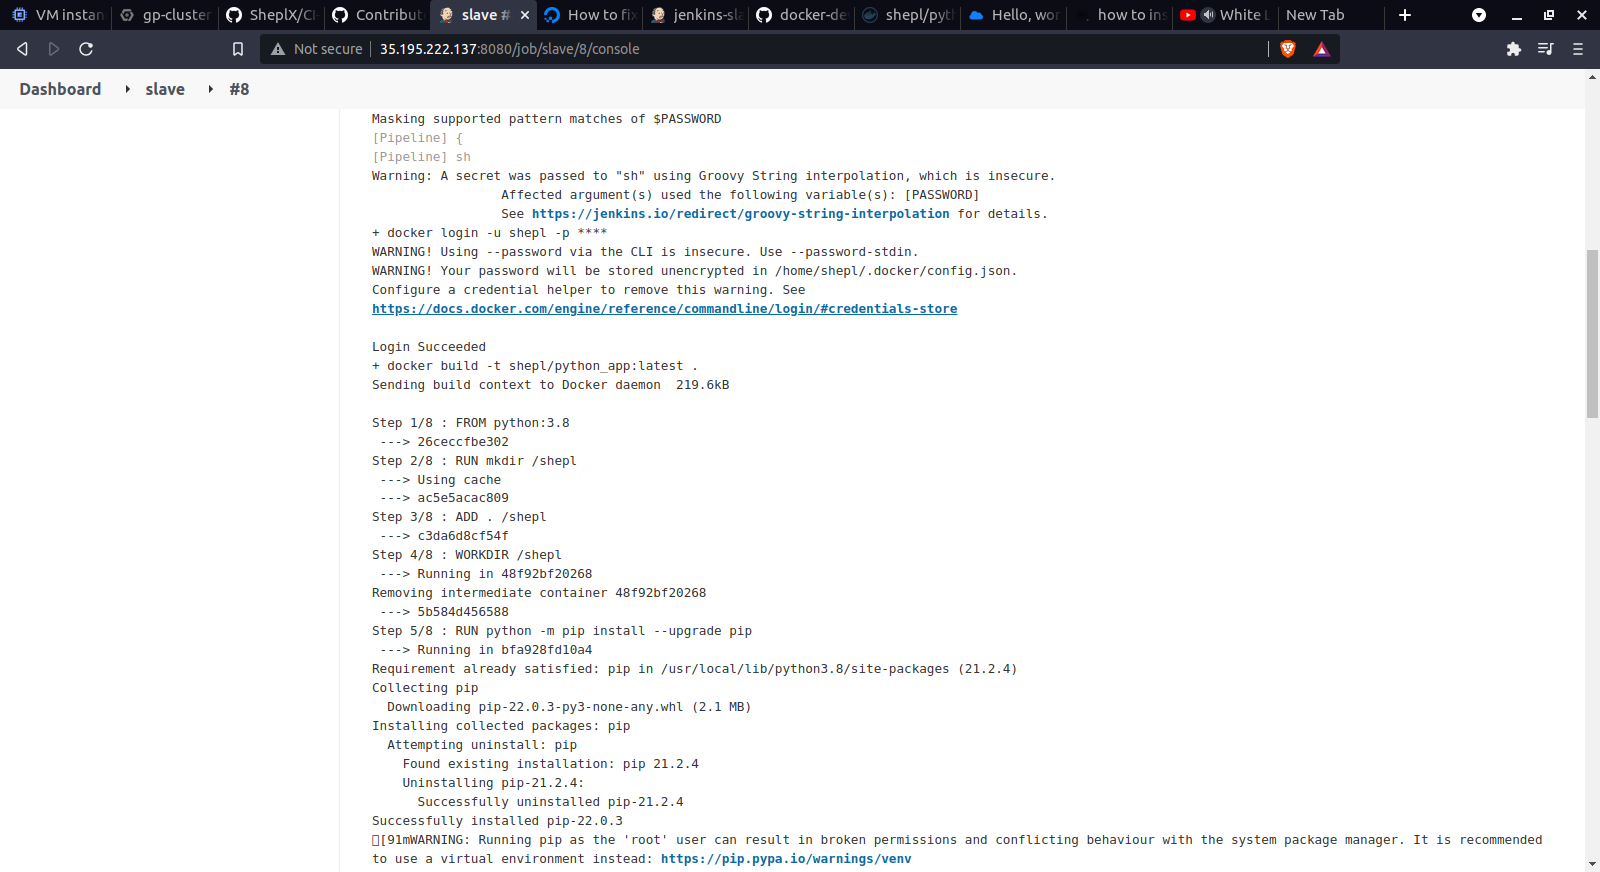 VM instan
gp-cluster
SheplX/CI-
Contribut
slave #
How to fix
jenkins-sla
docker-de
shepl/pyt
Hello, wor
how to ins
White L
New Tab
Not secure
35.195.222.137:8080/job/slave/8/console
Dashboard
slave
#8
Masking supported pattern matches of $PASSWORD
[Pipeline] {
[Pipeline] sh
Warning: A secret was passed to "sh" using Groovy String interpolation, which is insecure.
Affected argument(s) used the following variable(s): [PASSWORD]
See https://jenkins.io/redirect/groovy-string-interpolation for details.
+ docker login -u shepl -p ****
WARNING! Using --password via the CLI is insecure. Use --password-stdin.
WARNING! Your password will be stored unencrypted in /home/shepl/.docker/config.json.
Configure a credential helper to remove this warning. See
https://docs.docker.com/engine/reference/commandline/login/#credentials-store
Login Succeeded
+ docker build -t shepl/python_app:latest .
Sending build context to Docker daemon  219.6kB
Step 1/8 : FROM python:3.8
---> 26ceccfbe302
Step 2/8 : RUN mkdir /shepl
---> Using cache
---> ac5e5acac809
Step 3/8 : ADD . /shepl
---> c3da6d8cf54f
Step 4/8 : WORKDIR /shepl
---> Running in 48f92bf20268
Removing intermediate container 48f92bf20268
---> 5b584d456588
Step 5/8 : RUN python -m pip install --upgrade pip
---> Running in bfa928fd10a4
Requirement already satisfied: pip in /usr/local/lib/python3.8/site-packages (21.2.4)
Collecting pip
Downloading pip-22.0.3-py3-none-any.whl (2.1 MB)
Installing collected packages: pip
Attempting uninstall: pip
Found existing installation: pip 21.2.4
Uninstalling pip-21.2.4:
Successfully uninstalled pip-21.2.4
Successfully installed pip-22.0.3
[91mWARNING: Running pip as the 'root' user can result in broken permissions and conflicting behaviour with the system package manager. It is recommended
to use a virtual environment instead: https://pip.pypa.io/warnings/venv